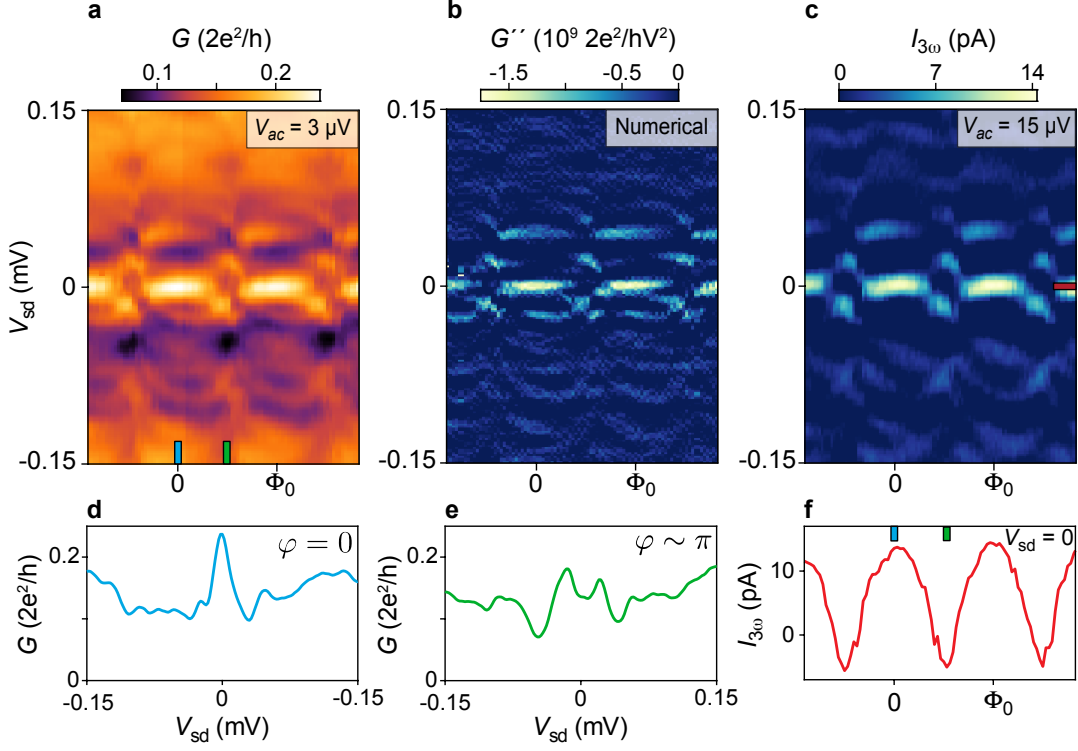 a
G (2e²/h)
0.1 0.2
V_ac = 3 µV
0.15
0
-0.15
V_sd (mV)
0 Φ₀
b
G´´ (10⁹ 2e²/hV²)
-1.5 -0.5 0
Numerical
0.15
0
-0.15
0 Φ₀
c
I_3ω (pA)
0 7 14
V_ac = 15 µV
0.15
0
-0.15
0 Φ₀
d
φ = 0
0.2
0
G (2e²/h)
-0.15 0 -0.15
V_sd (mV)
e
φ ∼ π
0.2
0
G (2e²/h)
-0.15 0 0.15
V_sd (mV)
f
V_sd = 0
10
0
I_3ω (pA)
0 Φ₀